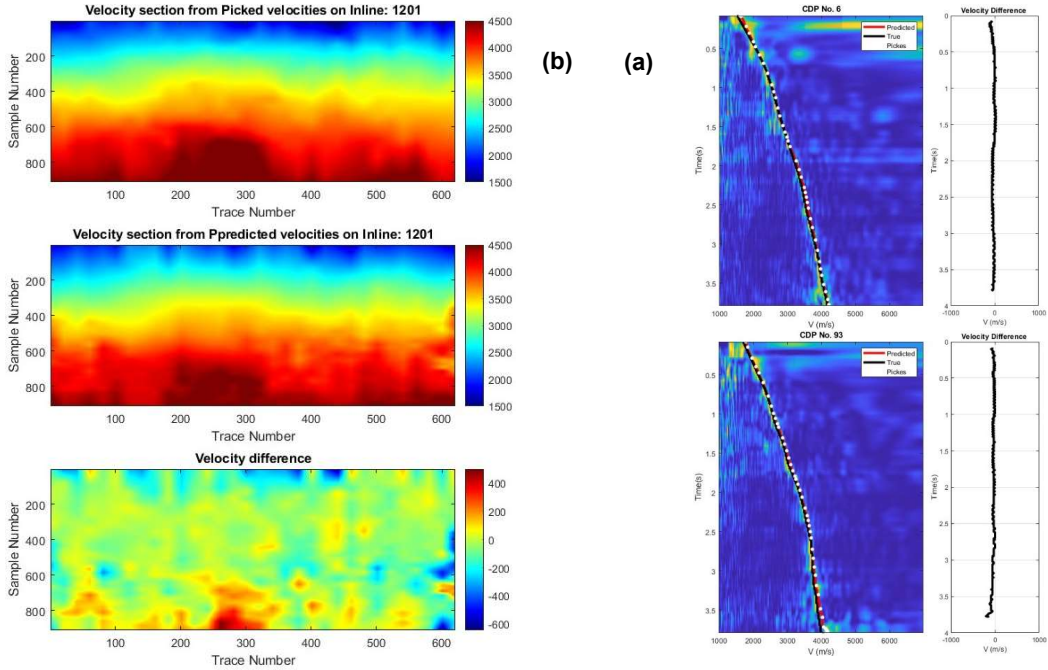 Velocity section from Picked velocities on Inline: 1201
Sample Number
200
400
600
800
100 200 300 400 500 600
Trace Number
4500
4000
3500
3000
2500
2000
1500
Velocity section from Ppredicted velocities on Inline: 1201
Sample Number
200
400
600
800
100 200 300 400 500 600
Trace Number
4500
4000
3500
3000
2500
2000
1500
Velocity difference
Sample Number
200
400
600
800
100 200 300 400 500 600
Trace Number
400
200
0
-200
-400
-600
(b) (a)
CDP No. 6
Predicted
True
Pickes
Time(s)
0.5
1
1.5
2
2.5
3
3.5
1000 2000 3000 4000 5000 6000
V (m/s)
Velocity Difference
Time(s)
0
0.5
1
1.5
2
2.5
3
3.5
4
-1000 0 1000
V (m/s)
CDP No. 93
Predicted
True
Pickes
Time(s)
0.5
1
1.5
2
2.5
3
3.5
1000 2000 3000 4000 5000 6000
V (m/s)
Velocity Difference
Time(s)
0
0.5
1
1.5
2
2.5
3
3.5
4
-1000 0 1000
V (m/s)